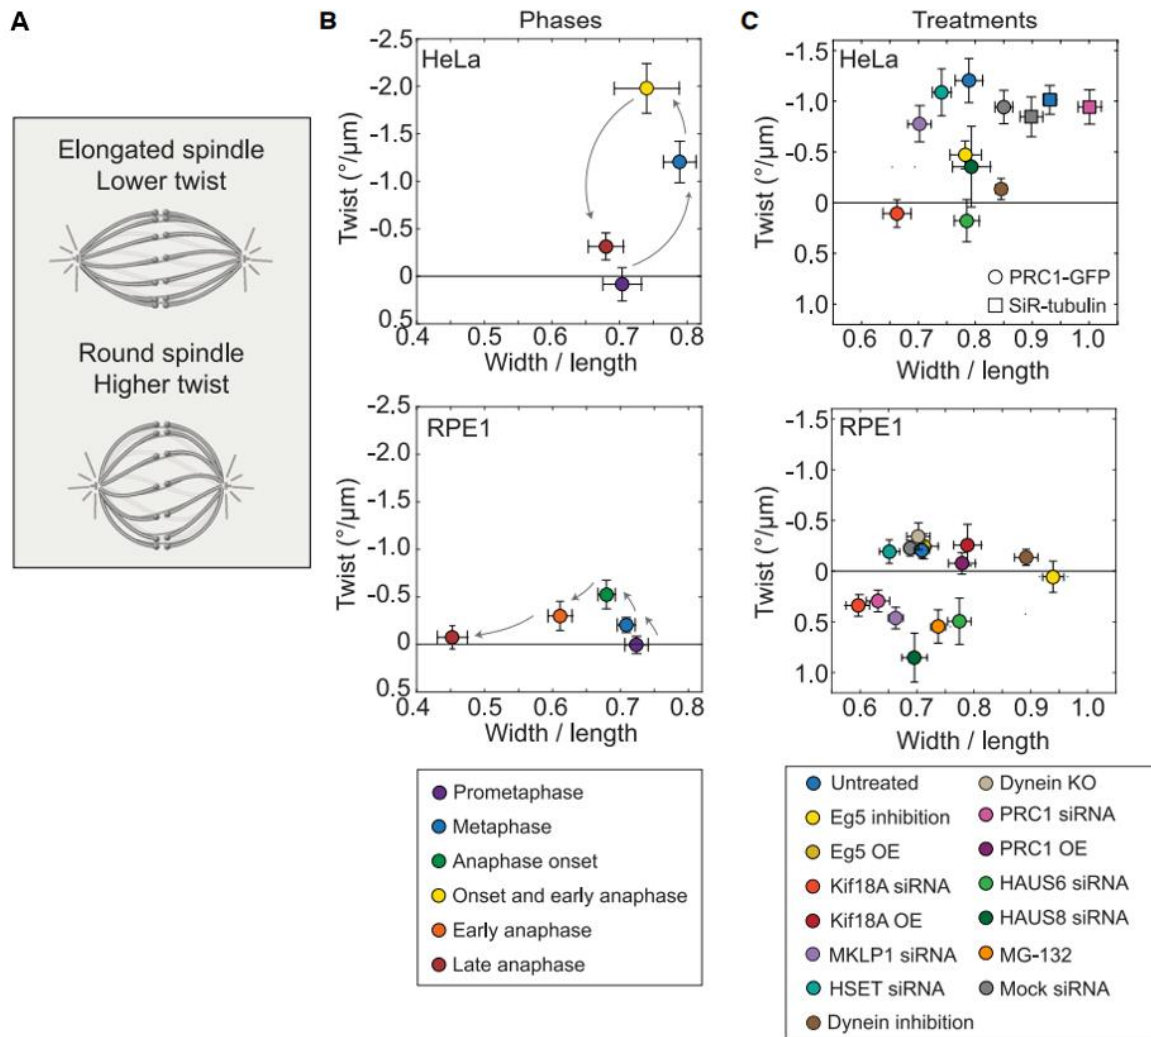 A
Elongated spindle
Lower twist
Round spindle
Higher twist
B
Phases
HeLa
Twist (°/μm)
-2.5
-2.0
-1.5
-1.0
-0.5
0
0.5
0.4 0.5 0.6 0.7 0.8
Width / length
RPE1
Twist (°/μm)
-2.5
-2.0
-1.5
-1.0
-0.5
0
0.5
0.4 0.5 0.6 0.7 0.8
Width / length
Prometaphase
Metaphase
Anaphase onset
Onset and early anaphase
Early anaphase
Late anaphase
C
Treatments
HeLa
Twist (°/μm)
-1.5
-1.0
-0.5
0
0.5
1.0
PRC1-GFP
SiR-tubulin
0.6 0.7 0.8 0.9 1.0
Width / length
RPE1
Twist (°/μm)
-1.5
-1.0
-0.5
0
0.5
1.0
0.6 0.7 0.8 0.9 1.0
Width / length
Untreated
Eg5 inhibition
Eg5 OE
Kif18A siRNA
Kif18A OE
MKLP1 siRNA
HSET siRNA
Dynein inhibition
Dynein KO
PRC1 siRNA
PRC1 OE
HAUS6 siRNA
HAUS8 siRNA
MG-132
Mock siRNA